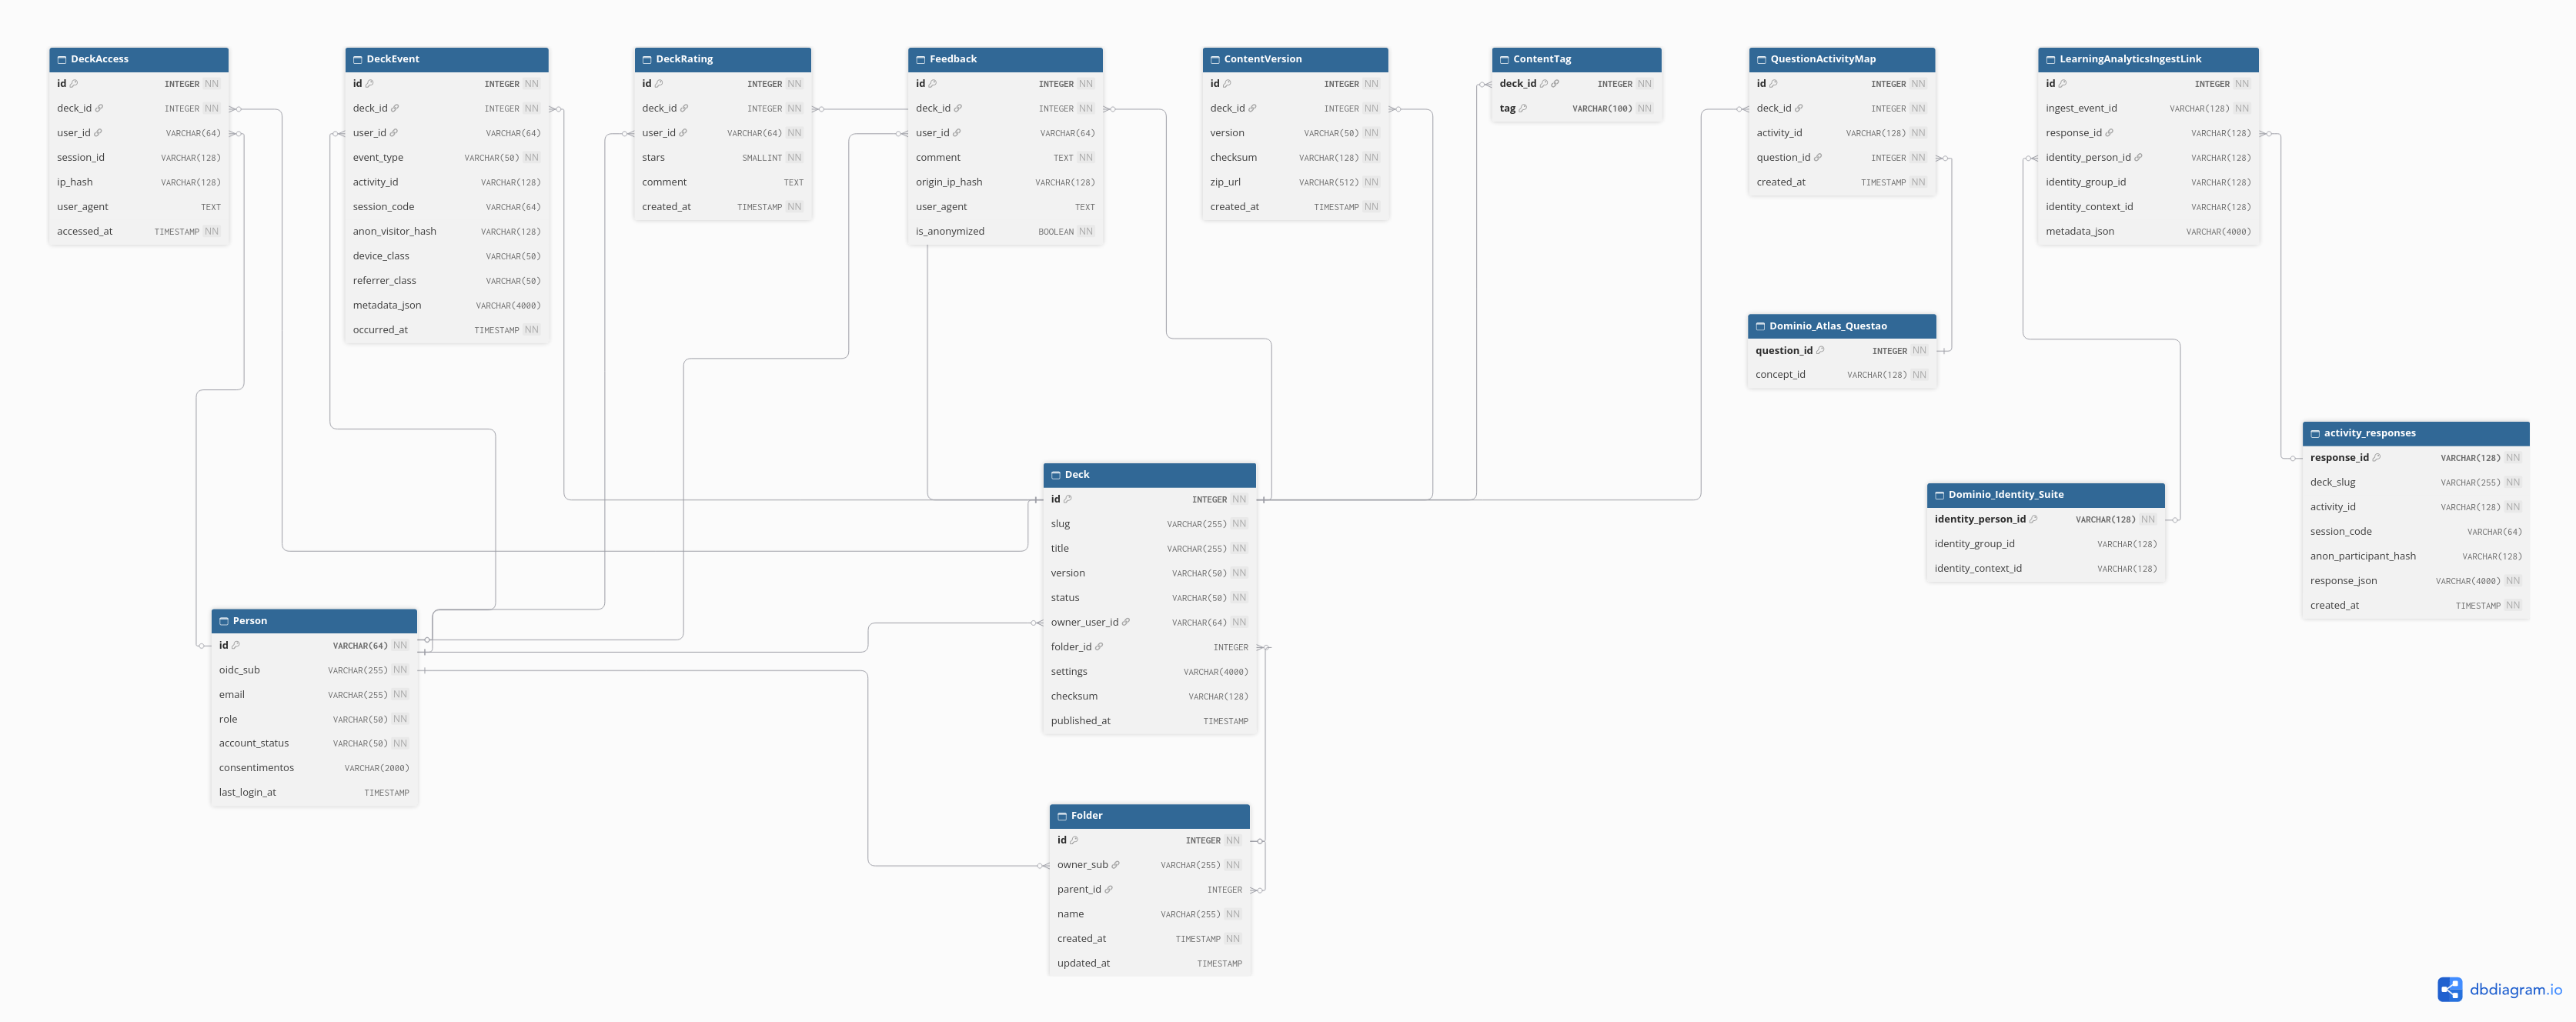 DeckAccess
id INTEGER NN
deck_id INTEGER NN
user_id VARCHAR(64)
session_id VARCHAR(128)
ip_hash VARCHAR(128)
user_agent TEXT
accessed_at TIMESTAMP NN
DeckEvent
id INTEGER NN
deck_id INTEGER NN
user_id VARCHAR(64)
event_type VARCHAR(50) NN
activity_id VARCHAR(128)
session_code VARCHAR(64)
anon_visitor_hash VARCHAR(128)
device_class VARCHAR(50)
referrer_class VARCHAR(50)
metadata_json VARCHAR(4000)
occurred_at TIMESTAMP NN
DeckRating
id INTEGER NN
deck_id INTEGER NN
user_id VARCHAR(64) NN
stars SMALLINT NN
comment TEXT
created_at TIMESTAMP NN
Feedback
id INTEGER NN
deck_id INTEGER NN
user_id VARCHAR(64)
comment TEXT NN
origin_ip_hash VARCHAR(128)
user_agent TEXT
is_anonymized BOOLEAN NN
ContentVersion
id INTEGER NN
deck_id INTEGER NN
version VARCHAR(50) NN
checksum VARCHAR(128) NN
zip_url VARCHAR(512) NN
created_at TIMESTAMP NN
ContentTag
deck_id INTEGER NN
tag VARCHAR(100) NN
QuestionActivityMap
id INTEGER NN
deck_id INTEGER NN
activity_id VARCHAR(128) NN
question_id INTEGER NN
created_at TIMESTAMP NN
LearningAnalyticsIngestLink
id INTEGER NN
ingest_event_id VARCHAR(128) NN
response_id VARCHAR(128)
identity_person_id VARCHAR(128)
identity_group_id VARCHAR(128)
identity_context_id VARCHAR(128)
metadata_json VARCHAR(4000)
Dominio_Atlas_Questao
question_id INTEGER NN
concept_id VARCHAR(128) NN
activity_responses
response_id VARCHAR(128) NN
deck_slug VARCHAR(255) NN
activity_id VARCHAR(128) NN
session_code VARCHAR(64)
anon_participant_hash VARCHAR(128)
response_json VARCHAR(4000) NN
created_at TIMESTAMP NN
Deck
id INTEGER NN
slug VARCHAR(255) NN
title VARCHAR(255) NN
version VARCHAR(50) NN
status VARCHAR(50) NN
owner_user_id VARCHAR(64) NN
folder_id INTEGER
settings VARCHAR(4000)
checksum VARCHAR(128)
published_at TIMESTAMP
Dominio_Identity_Suite
identity_person_id VARCHAR(128) NN
identity_group_id VARCHAR(128)
identity_context_id VARCHAR(128)
Person
id VARCHAR(64) NN
oidc_sub VARCHAR(255) NN
email VARCHAR(255) NN
role VARCHAR(50) NN
account_status VARCHAR(50) NN
consentimentos VARCHAR(2000)
last_login_at TIMESTAMP
Folder
id INTEGER NN
owner_sub VARCHAR(255) NN
parent_id INTEGER
name VARCHAR(255) NN
created_at TIMESTAMP NN
updated_at TIMESTAMP
dbdiagram.io